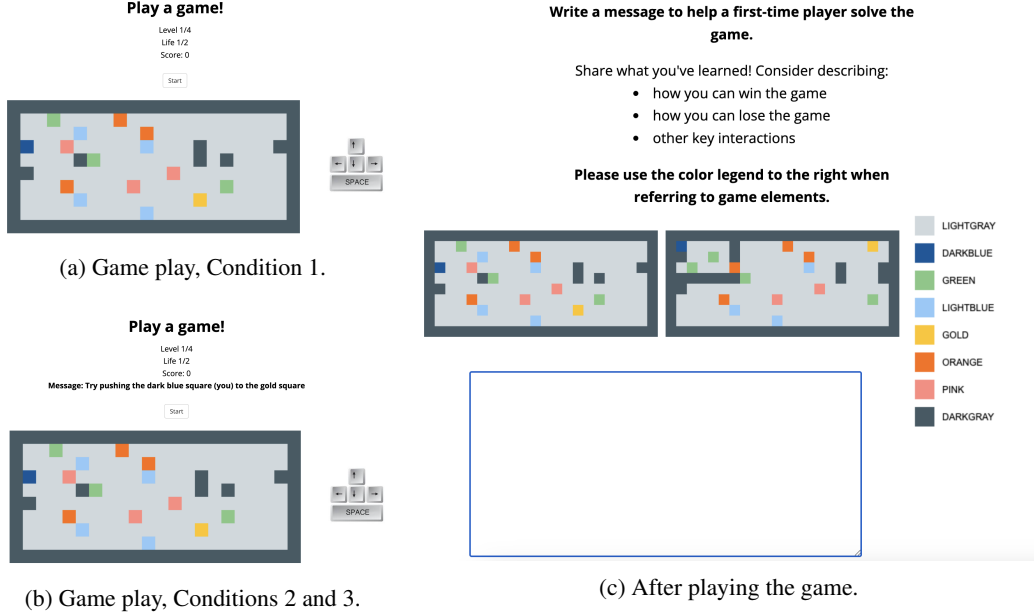 Play a game!
Level 1/4
Life 1/2
Score: 0
Start
↑
← ↓ →
SPACE
(a) Game play, Condition 1.
Play a game!
Level 1/4
Life 1/2
Score: 0
Message: Try pushing the dark blue square (you) to the gold square
Start
↑
← ↓ →
SPACE
(b) Game play, Conditions 2 and 3.
Write a message to help a first-time player solve the
game.
Share what you've learned! Consider describing:
• how you can win the game
• how you can lose the game
• other key interactions
Please use the color legend to the right when
referring to game elements.
LIGHTGRAY
DARKBLUE
GREEN
LIGHTBLUE
GOLD
ORANGE
PINK
DARKGRAY
(c) After playing the game.